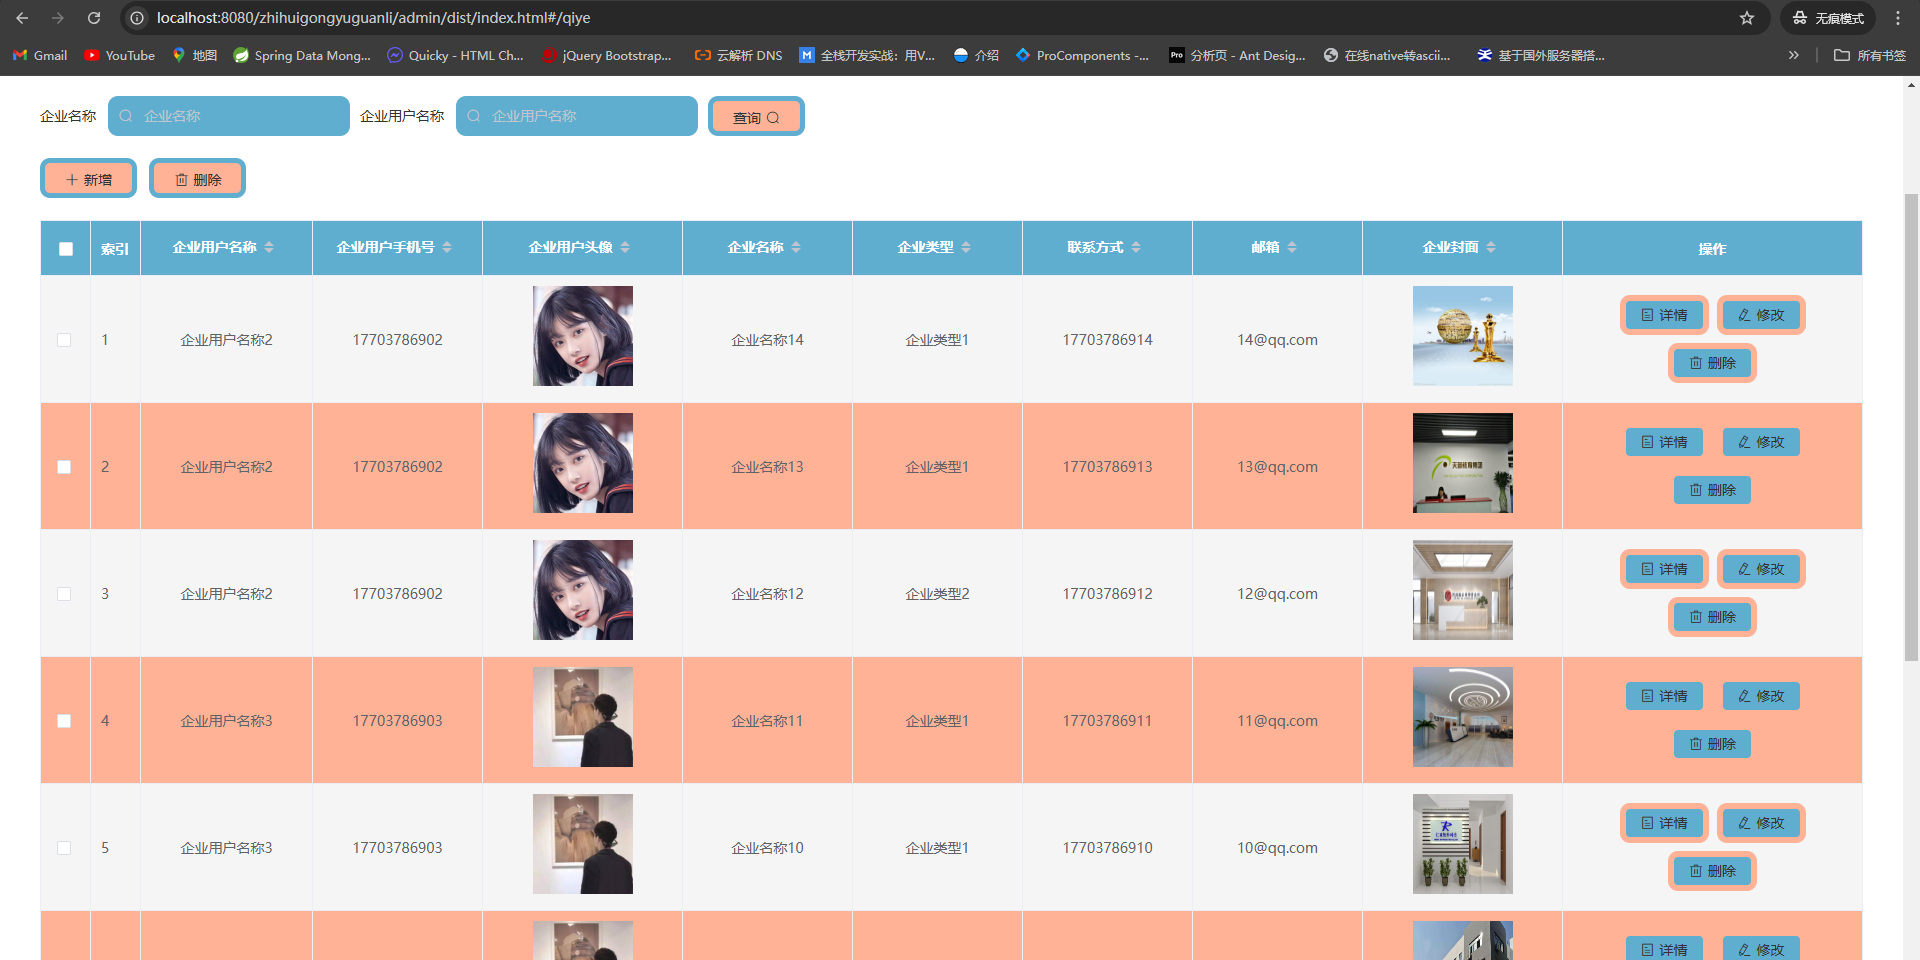 localhost:8080/zhihuigongyuguanli/admin/dist/index.html#/qiye
无痕模式
Gmail YouTube 地图 Spring Data Mong... Quicky - HTML Ch... jQuery Bootstrap... 云解析 DNS 全栈开发实战：用V... 介绍 ProComponents -... Pro 分析页 - Ant Desig... 在线native转ascii... 基于国外服务器搭... 所有书签
企业名称 企业名称 企业用户名称 企业用户名称 查询
新增 删除
索引 企业用户名称 企业用户手机号 企业用户头像 企业名称 企业类型 联系方式 邮箱 企业封面 操作
1 企业用户名称2 17703786902 企业名称14 企业类型1 17703786914 14@qq.com 详情 修改
删除
2 企业用户名称2 17703786902 企业名称13 企业类型1 17703786913 13@qq.com 详情 修改
删除
3 企业用户名称2 17703786902 企业名称12 企业类型2 17703786912 12@qq.com 详情 修改
删除
4 企业用户名称3 17703786903 企业名称11 企业类型1 17703786911 11@qq.com 详情 修改
删除
5 企业用户名称3 17703786903 企业名称10 企业类型1 17703786910 10@qq.com 详情 修改
删除
详情 修改